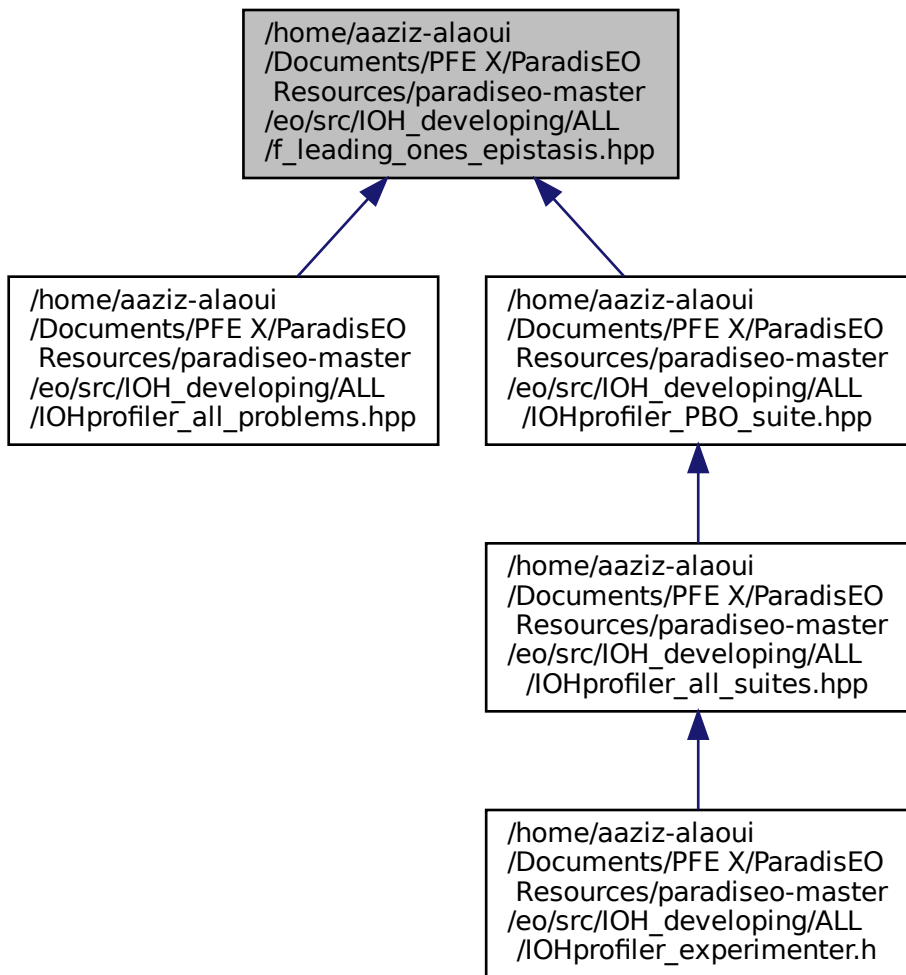 /home/aaziz-alaoui
/Documents/PFE X/ParadisEO
Resources/paradiseo-master
/eo/src/IOH_developing/ALL
/f_leading_ones_epistasis.hpp
/home/aaziz-alaoui
/Documents/PFE X/ParadisEO
Resources/paradiseo-master
/eo/src/IOH_developing/ALL
/IOHprofiler_all_problems.hpp
/home/aaziz-alaoui
/Documents/PFE X/ParadisEO
Resources/paradiseo-master
/eo/src/IOH_developing/ALL
/IOHprofiler_PBO_suite.hpp
/home/aaziz-alaoui
/Documents/PFE X/ParadisEO
Resources/paradiseo-master
/eo/src/IOH_developing/ALL
/IOHprofiler_all_suites.hpp
/home/aaziz-alaoui
/Documents/PFE X/ParadisEO
Resources/paradiseo-master
/eo/src/IOH_developing/ALL
/IOHprofiler_experimenter.h